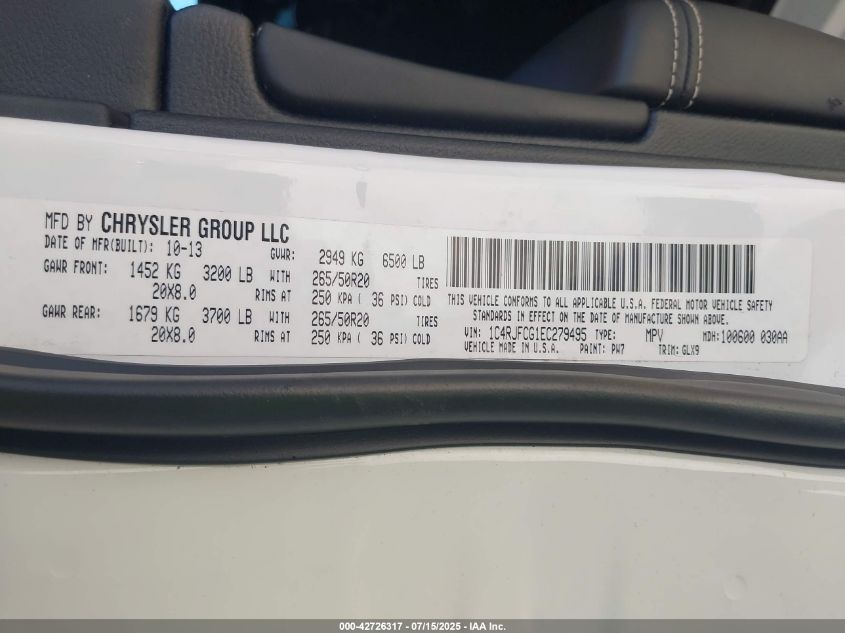 MFD BY CHRYSLER GROUP LLC
DATE OF MFR(BUILT): 10-13 GVWR: 2949 KG 6500 LB
GAWR FRONT: 1452 KG 3200 LB WITH 265/50R20 TIRES
20X8.0 RIMS AT 250 KPA ( 36 PSI) COLD
GAWR REAR: 1679 KG 3700 LB WITH 265/50R20 TIRES
20X8.0 RIMS AT 250 KPA ( 36 PSI) COLD
THIS VEHICLE CONFORMS TO ALL APPLICABLE U.S.A. FEDERAL MOTOR VEHICLE SAFETY
STANDARDS IN EFFECT ON THE DATE OF MANUFACTURE SHOWN ABOVE.
VIN: 1C4RJFCG1EC279495 TYPE: MPV MDH: 100600 030AA
VEHICLE MADE IN U.S.A. PAINT: PW7 TRIM: GLX9
000-42726317 - 07/15/2025 - IAA Inc.